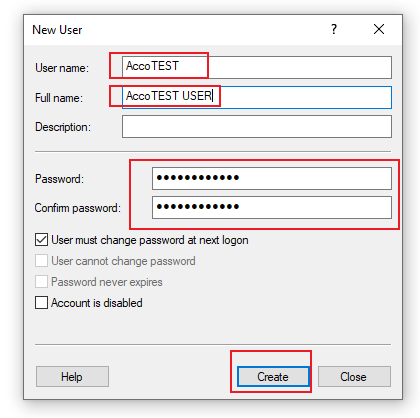 New User
User name: AccoTEST
Full name: AccoTEST USER
Description:
Password: ●●●●●●●●●●●●
Confirm password: ●●●●●●●●●●●●
User must change password at next logon
User cannot change password
Password never expires
Account is disabled
Help Create Close